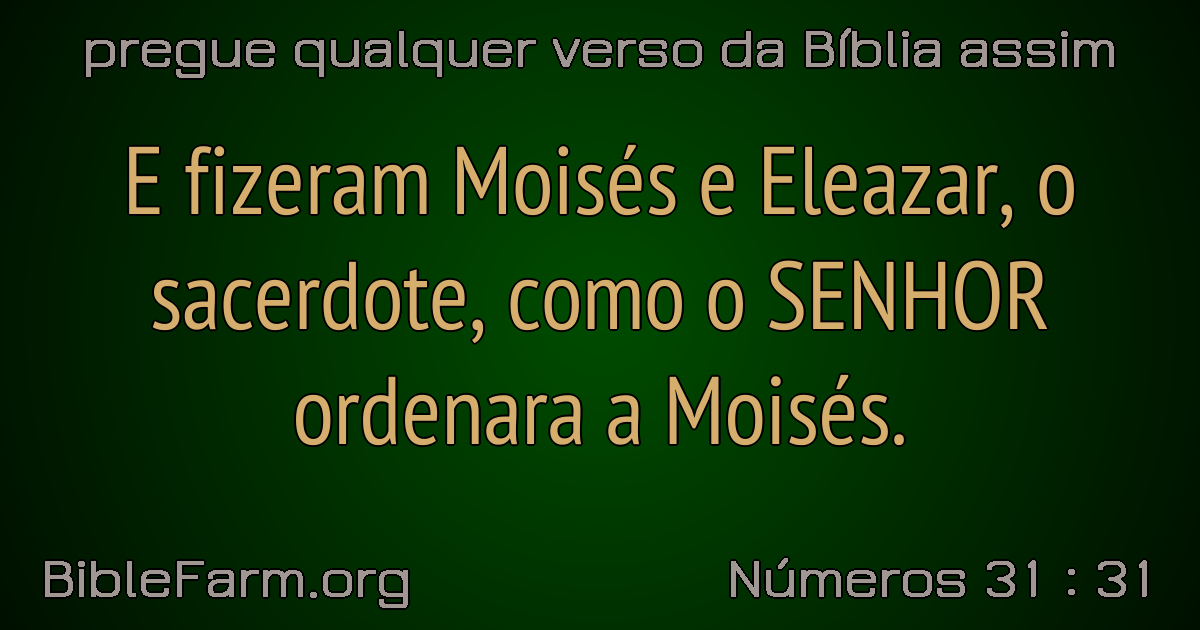 pregue qualquer verso da Bíblia assim
E fizeram Moisés e Eleazar, o
sacerdote, como o SENHOR
ordenara a Moisés.
BibleFarm.org
Números 31 : 31